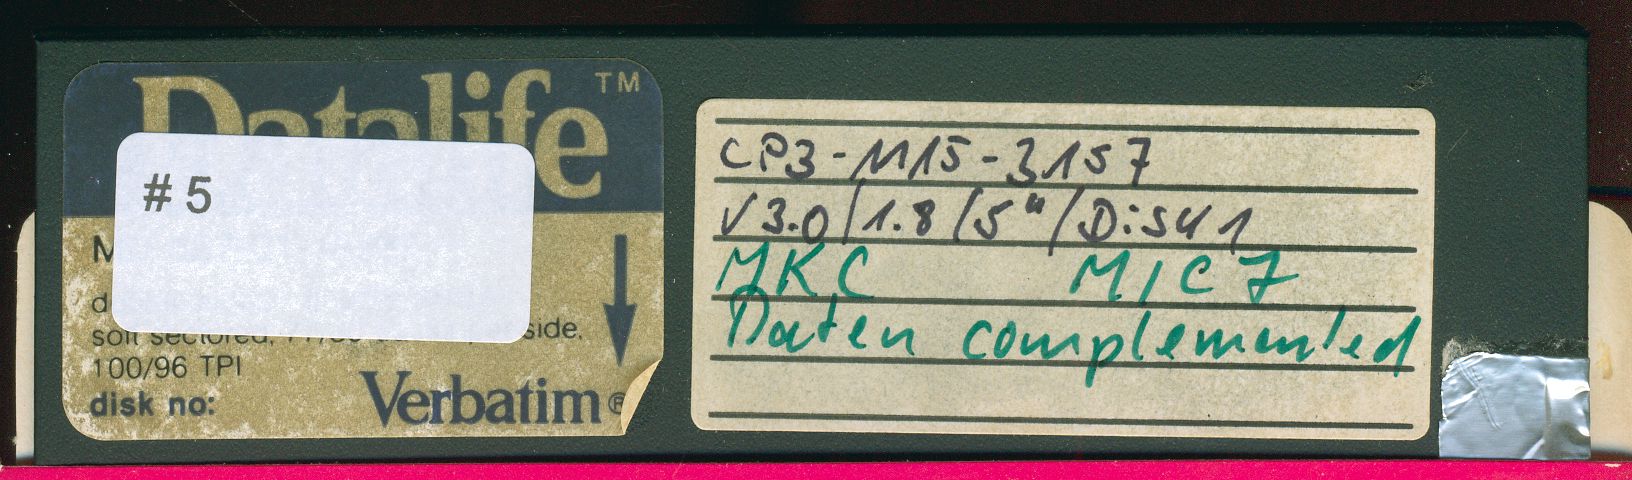 Datalife™
#5
M
d
soft sectored, side,
100/96 TPI
disk no:
Verbatim®
CP3-M15-3157
V3.0/1.8/5"/Disk1
MKC MIC7
Daten complemented